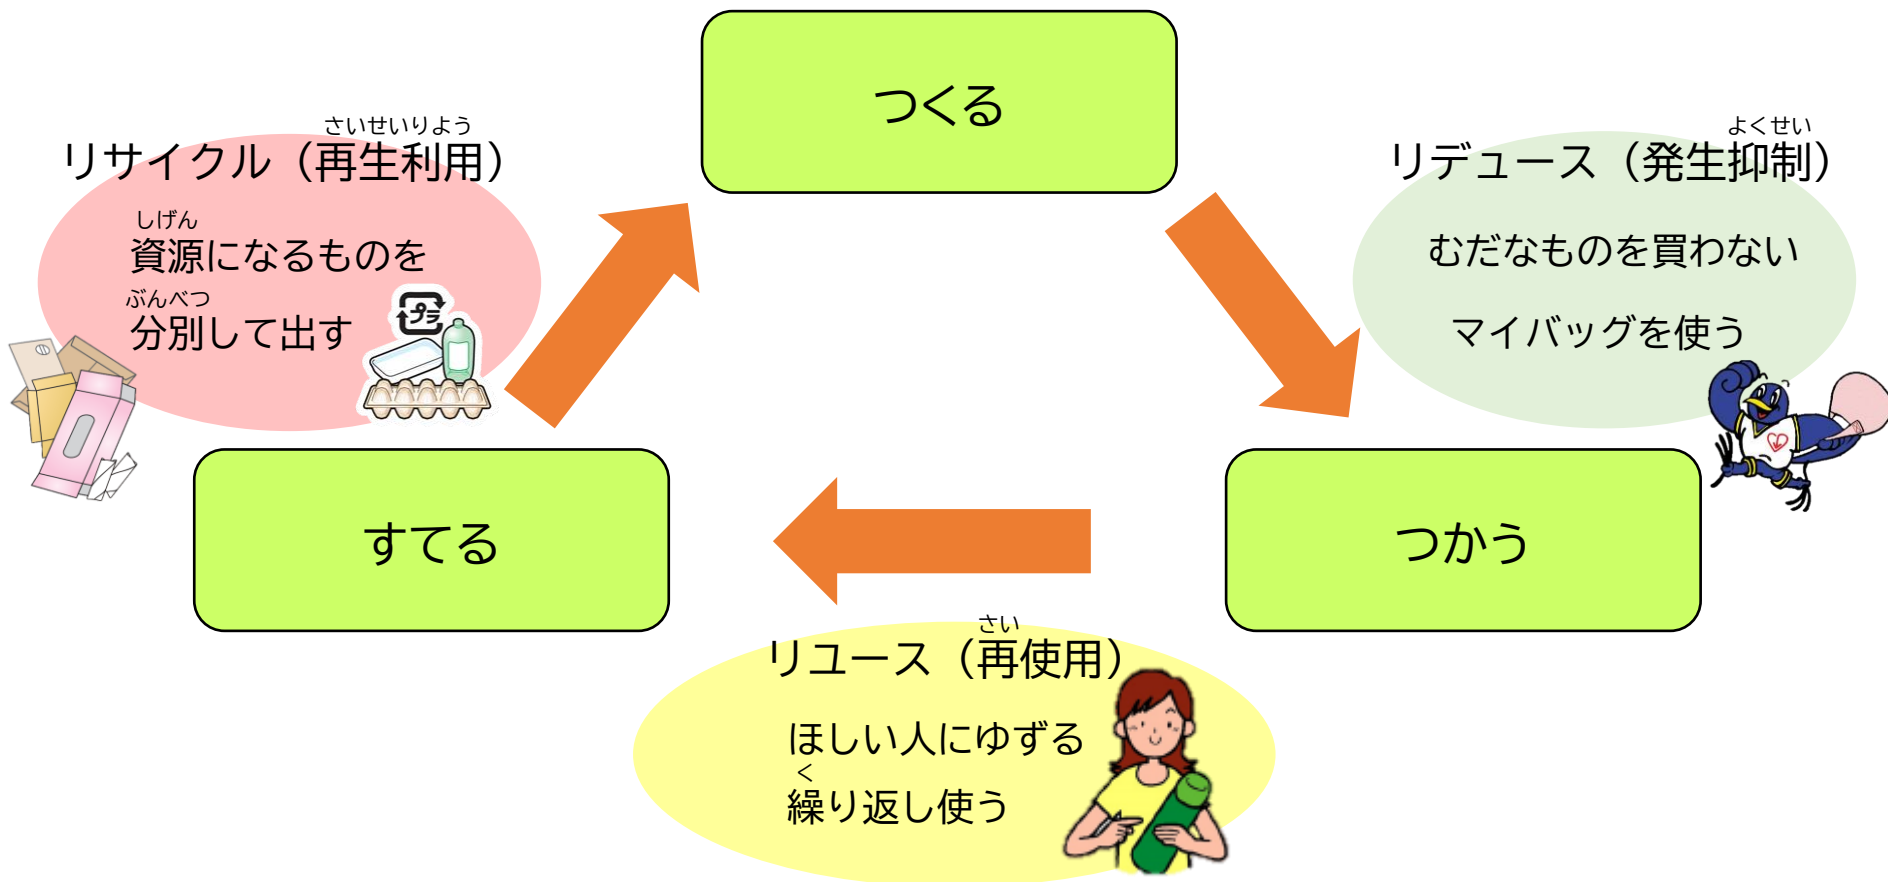 つくる
さいせいりよう
リサイクル（再生利用）
しげん
資源になるものを
ぶんべつ
分別して出す
プラ
よくせい
リデュース（発生抑制）
むだなものを買わない
マイバッグを使う
すてる
つかう
さい
リユース（再使用）
ほしい人にゆずる
く
繰り返し使う